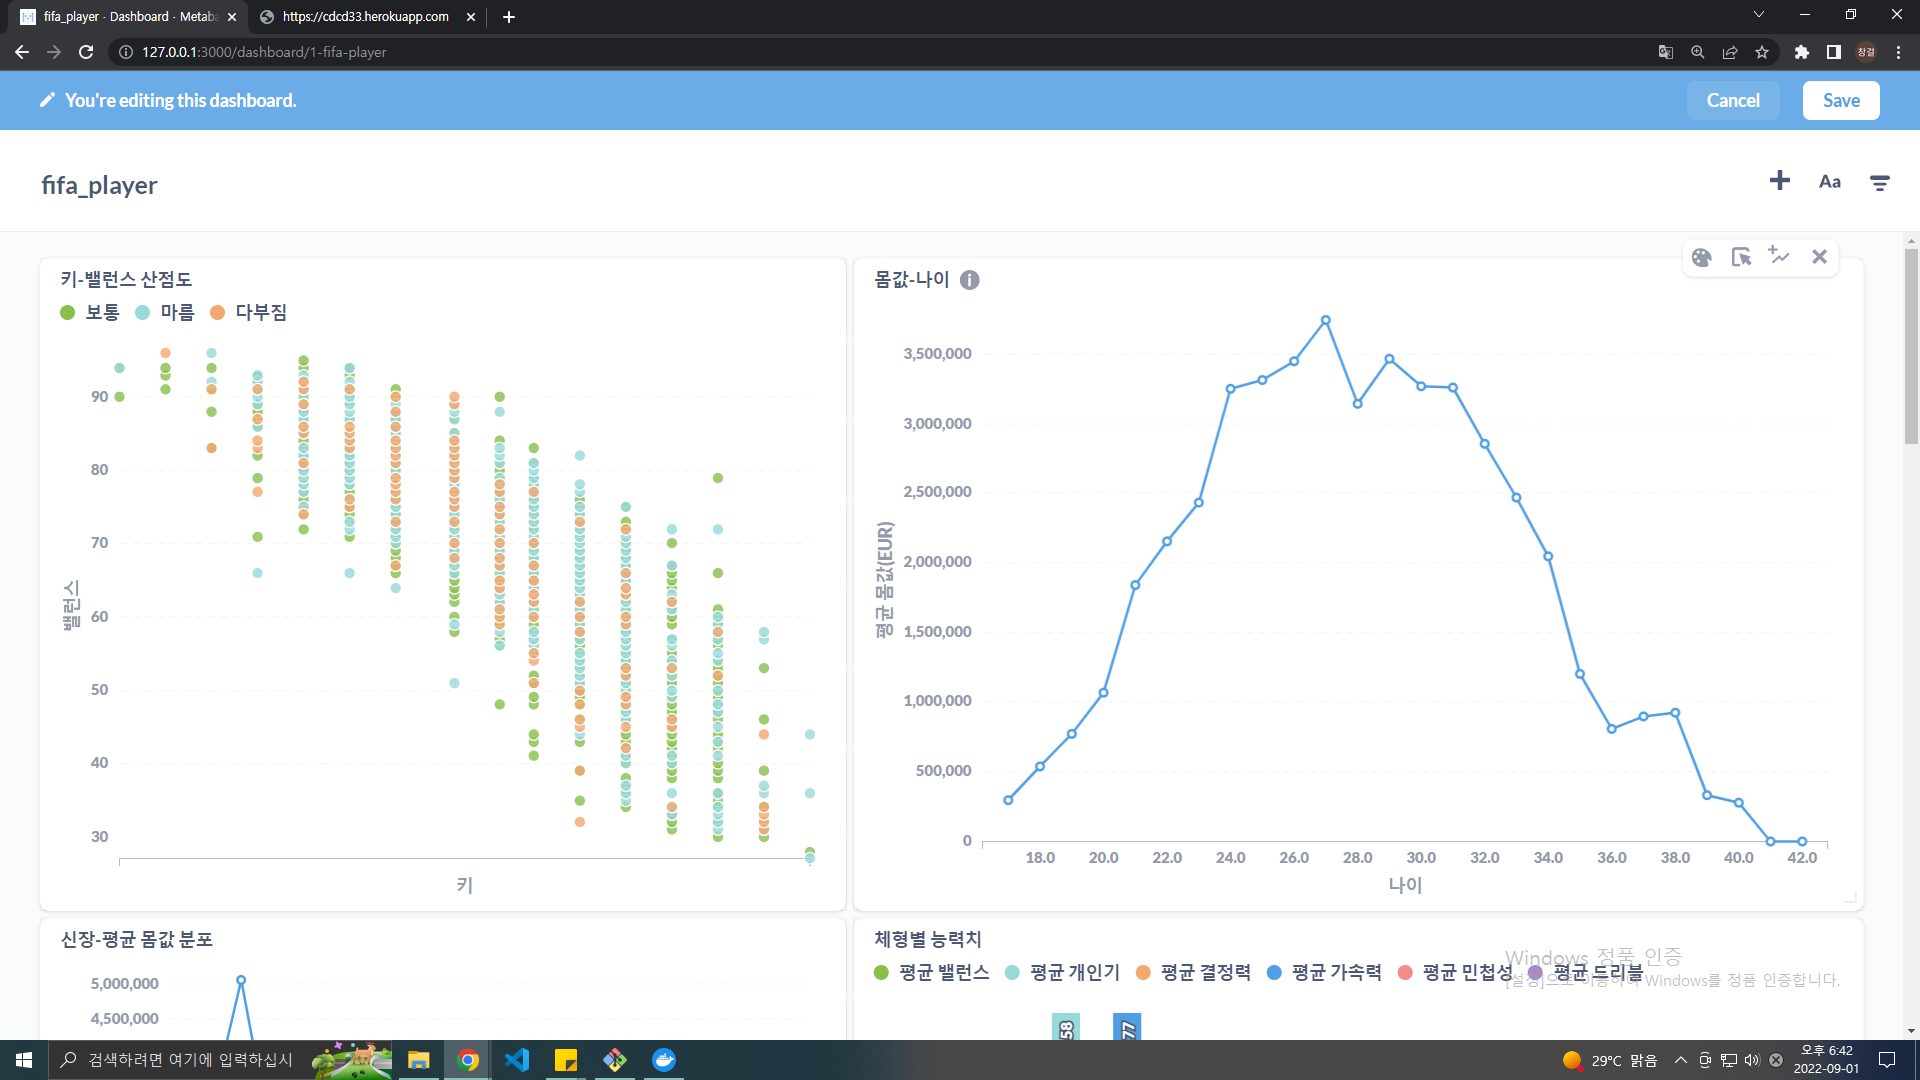 fifa_player · Dashboard · Metaba
https://cdcd33.herokuapp.com
127.0.0.1:3000/dashboard/1-fifa-player
창걸
You're editing this dashboard.
Cancel
Save
fifa_player
Aa
키-밸런스 산점도
보통
마름
다부짐
90
80
70
60
50
40
30
밸런스
키
몸값-나이
3,500,000
3,000,000
2,500,000
2,000,000
1,500,000
1,000,000
500,000
0
평균 몸값(EUR)
18.0 20.0 22.0 24.0 26.0 28.0 30.0 32.0 34.0 36.0 38.0 40.0 42.0
나이
신장-평균 몸값 분포
5,000,000
4,500,000
체형별 능력치
평균 밸런스 평균 개인기 평균 결정력 평균 가속력 평균 민첩성 평균 드리블
58
77
Windows 정품 인증
[설정]으로 이동하여 Windows를 정품 인증합니다.
검색하려면 여기에 입력하십시
29°C 맑음
오후 6:42
2022-09-01